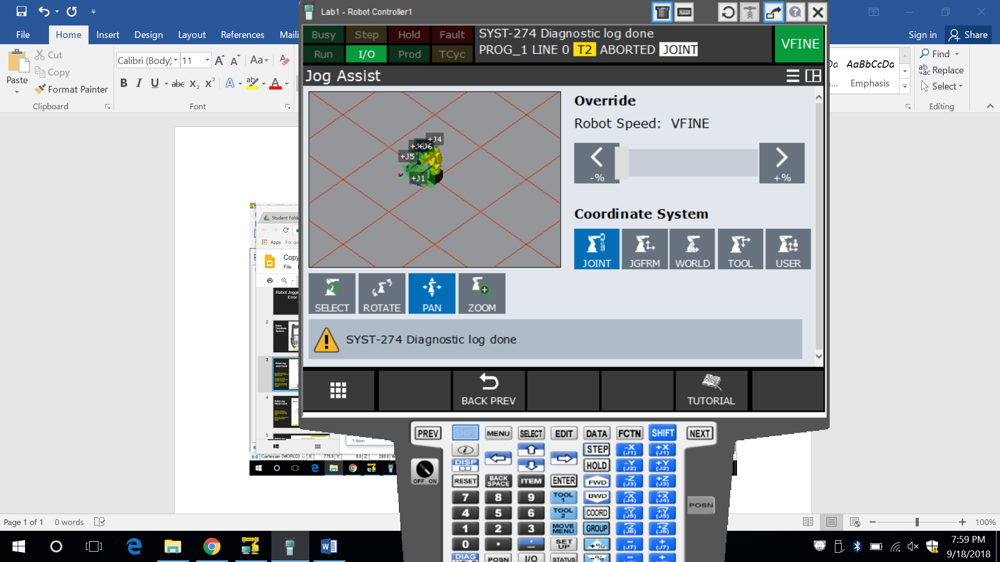 Lab1 - Robot Controller1
File Home Insert Design Layout References Maili
Sign in Share
Paste
Cut
Copy
Format Painter
Clipboard
Calibri (Body) 11
Font
AaBbCcDa
Emphasis
Find
Replace
Select
Editing
Busy Step Hold Fault
Run I/O Prod TCyc
SYST-274 Diagnostic log done
PROG_1 LINE 0 T2 ABORTED JOINT
VFINE
Jog Assist
+J4
+J6
+J5
+J1
Override
Robot Speed: VFINE
-% +%
Coordinate System
JOINT JGFRM WORLD TOOL USER
SELECT ROTATE PAN ZOOM
SYST-274 Diagnostic log done
BACK PREV TUTORIAL
Student Folde
Apps For qu
Copy
File
Robot Joggin
Error
2
Robot
Coordinate
Systems
3
Robot Jog
Joint Coord.
4
Robot Jog
World Coord.
5
1 item
Cartesian (WORLD) X 775.0 Y 0.0 Z 280.0 W
PREV SHIFT MENU SELECT EDIT DATA FCTN SHIFT NEXT
i STEP -X (J1) +X (J1)
DISP HOLD -Y (J2) +Y (J2)
OFF ON
RESET BACK SPACE ITEM ENTER FWD -Z (J3) +Z (J3)
7 8 9 TOOL 1 BWD -X (J4) +X (J4)
POSN
4 5 6 TOOL 2 COORD -Y (J5) +Y (J5)
1 2 3 MOVE MENU GROUP -Z (J6) +Z (J6)
0 . SET UP +% - (J7) + (J7)
DIAG POSN I/O STATUS -%
Page 1 of 1 0 words
100%
7:59 PM
9/18/2018